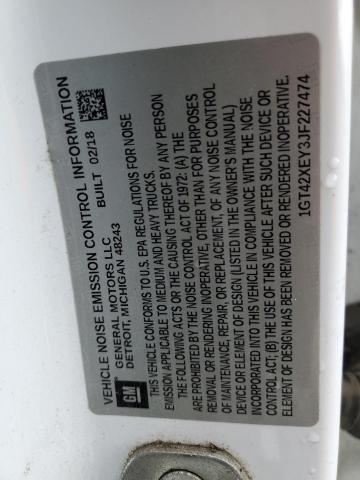 VEHICLE NOISE EMISSION CONTROL INFORMATION
BUILT 02/18
GENERAL MOTORS LLC
DETROIT, MICHIGAN 48243
GM
THIS VEHICLE CONFORMS TO U.S. EPA REGULATIONS FOR NOISE
EMISSION APPLICABLE TO MEDIUM AND HEAVY TRUCKS.
THE FOLLOWING ACTS OR THE CAUSING THEREOF BY ANY PERSON
ARE PROHIBITED BY THE NOISE CONTROL ACT OF 1972: (A) THE
REMOVAL OR RENDERING INOPERATIVE, OTHER THAN FOR PURPOSES
OF MAINTENANCE, REPAIR, OR REPLACEMENT, OF ANY NOISE CONTROL
DEVICE OR ELEMENT OF DESIGN (LISTED IN THE OWNER'S MANUAL)
INCORPORATED INTO THIS VEHICLE IN COMPLIANCE WITH THE NOISE
CONTROL ACT; (B) THE USE OF THIS VEHICLE AFTER SUCH DEVICE OR
ELEMENT OF DESIGN HAS BEEN REMOVED OR RENDERED INOPERATIVE.
1GT42XEY3JF227474